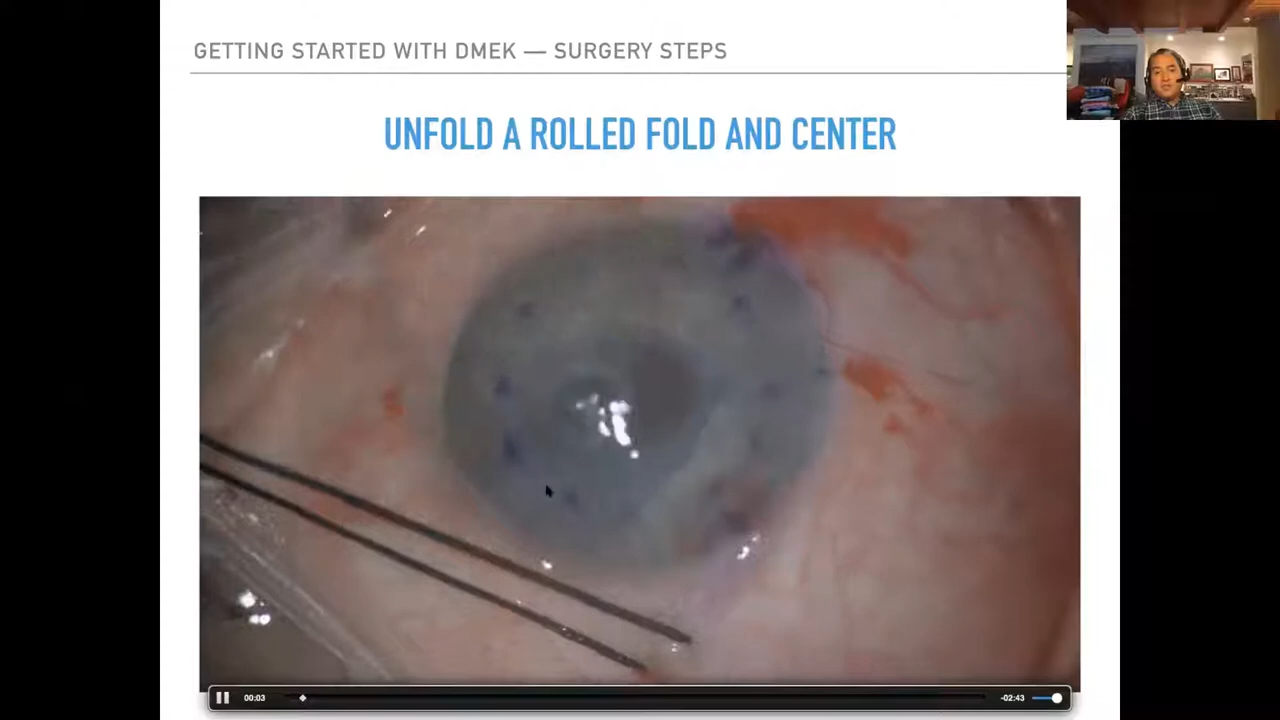 GETTING STARTED WITH DMEK — SURGERY STEPS
UNFOLD A ROLLED FOLD AND CENTER
00:03
-02:43